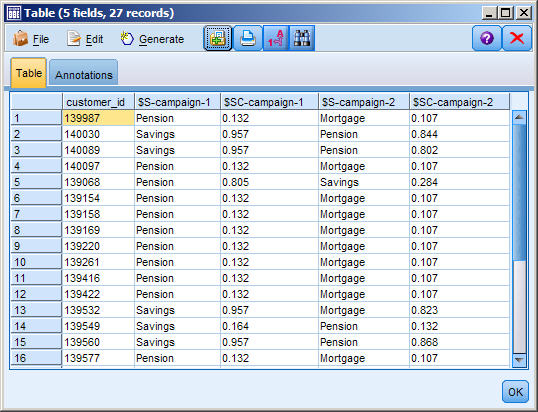 Table (5 fields, 27 records)
File Edit Generate
Table Annotations
customer_id $S-campaign-1 $SC-campaign-1 $S-campaign-2 $SC-campaign-2
1 139987 Pension 0.132 Mortgage 0.107
2 140030 Savings 0.957 Pension 0.844
3 140089 Savings 0.957 Pension 0.802
4 140097 Pension 0.132 Mortgage 0.107
5 139068 Pension 0.805 Savings 0.284
6 139154 Pension 0.132 Mortgage 0.107
7 139158 Pension 0.132 Mortgage 0.107
8 139169 Pension 0.132 Mortgage 0.107
9 139220 Pension 0.132 Mortgage 0.107
10 139261 Pension 0.132 Mortgage 0.107
11 139416 Pension 0.132 Mortgage 0.107
12 139422 Pension 0.132 Mortgage 0.107
13 139532 Savings 0.957 Mortgage 0.823
14 139549 Savings 0.164 Pension 0.132
15 139560 Savings 0.957 Pension 0.868
16 139577 Pension 0.132 Mortgage 0.107
OK